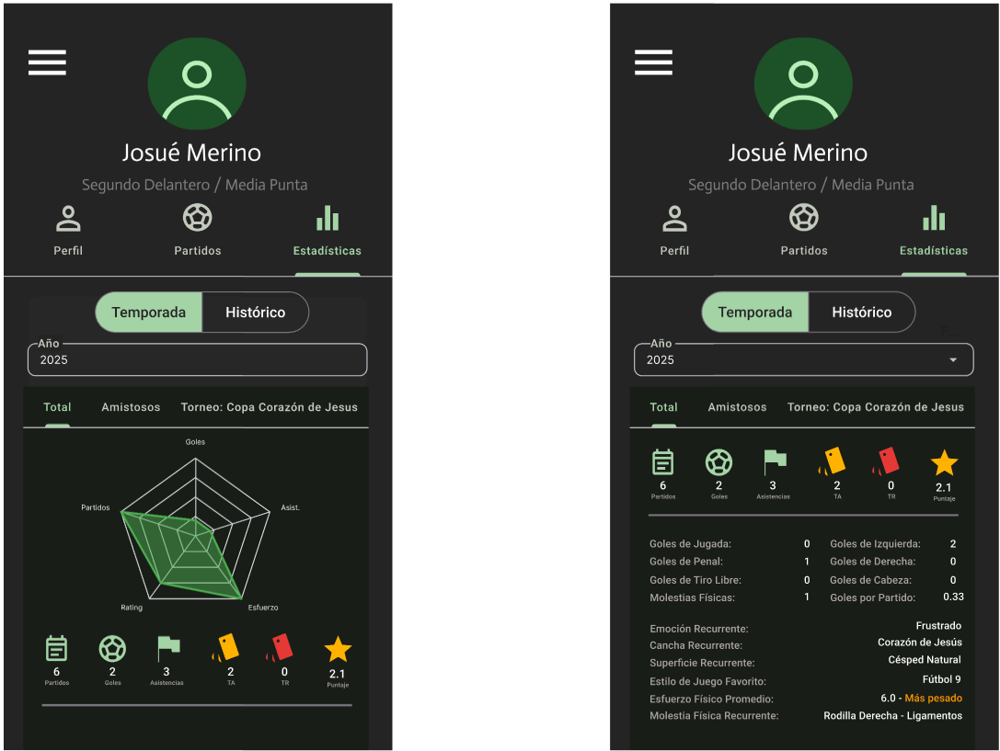 Josué Merino
Segundo Delantero / Media Punta
Perfil
Partidos
Estadísticas
Temporada
Histórico
Año
2025
Total
Amistosos
Torneo: Copa Corazón de Jesus
Goles
Partidos
Asist.
Rating
Esfuerzo
6
2
3
2
0
2.1
Partidos
Goles
Asistencias
TA
TR
Puntaje
Josué Merino
Segundo Delantero / Media Punta
Perfil
Partidos
Estadísticas
Temporada
Histórico
Año
2025
Total
Amistosos
Torneo: Copa Corazón de Jesus
6
2
3
2
0
2.1
Partidos
Goles
Asistencias
TA
TR
Puntaje
Goles de Jugada: 0
Goles de Izquierda: 2
Goles de Penal: 1
Goles de Derecha: 0
Goles de Tiro Libre: 0
Goles de Cabeza: 0
Molestias Físicas: 1
Goles por Partido: 0.33
Emoción Recurrente: Frustrado
Cancha Recurrente: Corazón de Jesús
Superficie Recurrente: Césped Natural
Estilo de Juego Favorito: Fútbol 9
Esfuerzo Físico Promedio: 6.0 - Más pesado
Molestia Física Recurrente: Rodilla Derecha - Ligamentos